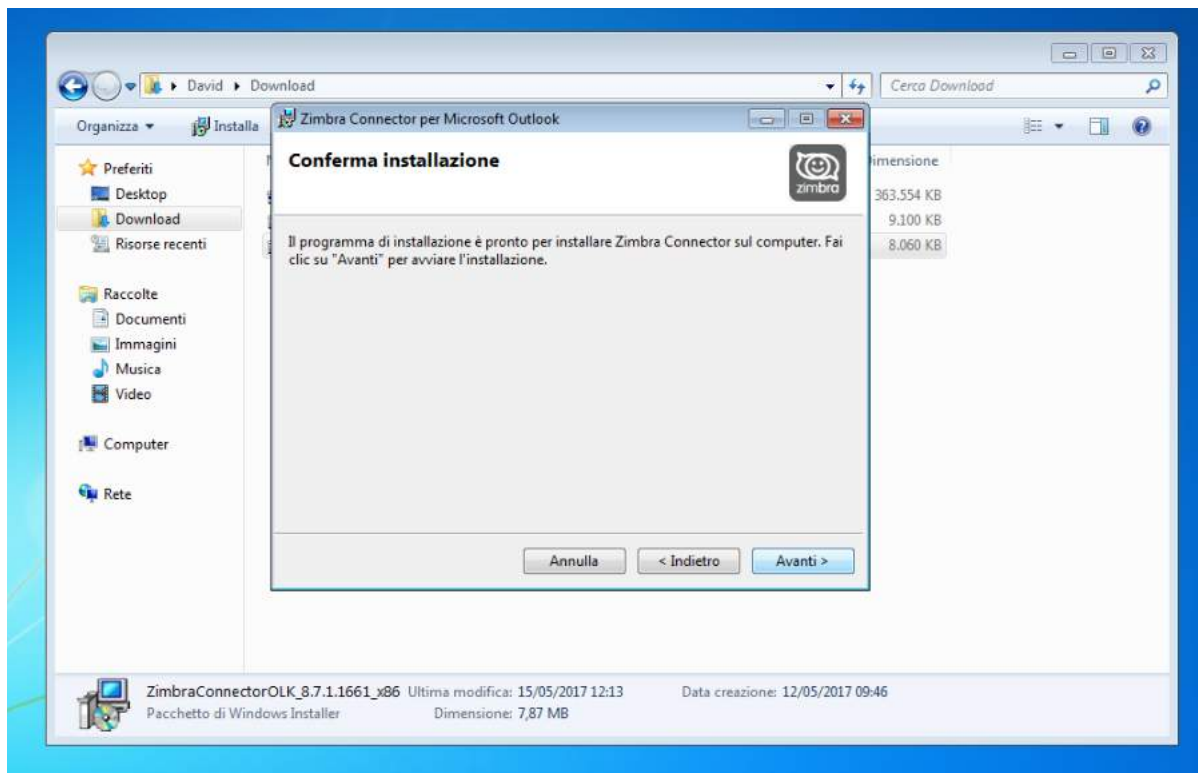 David ▸ Download
Cerca Download
Organizza
Installa
Preferiti
Desktop
Download
Risorse recenti
Raccolte
Documenti
Immagini
Musica
Video
Computer
Rete
Dimensione
363.554 KB
9.100 KB
8.060 KB
Zimbra Connector per Microsoft Outlook
Conferma installazione
zimbra
Il programma di installazione è pronto per installare Zimbra Connector sul computer. Fai
clic su "Avanti" per avviare l'installazione.
Annulla
< Indietro
Avanti >
ZimbraConnectorOLK_8.7.1.1661_x86 Ultima modifica: 15/05/2017 12:13 Data creazione: 12/05/2017 09:46
Pacchetto di Windows Installer Dimensione: 7,87 MB